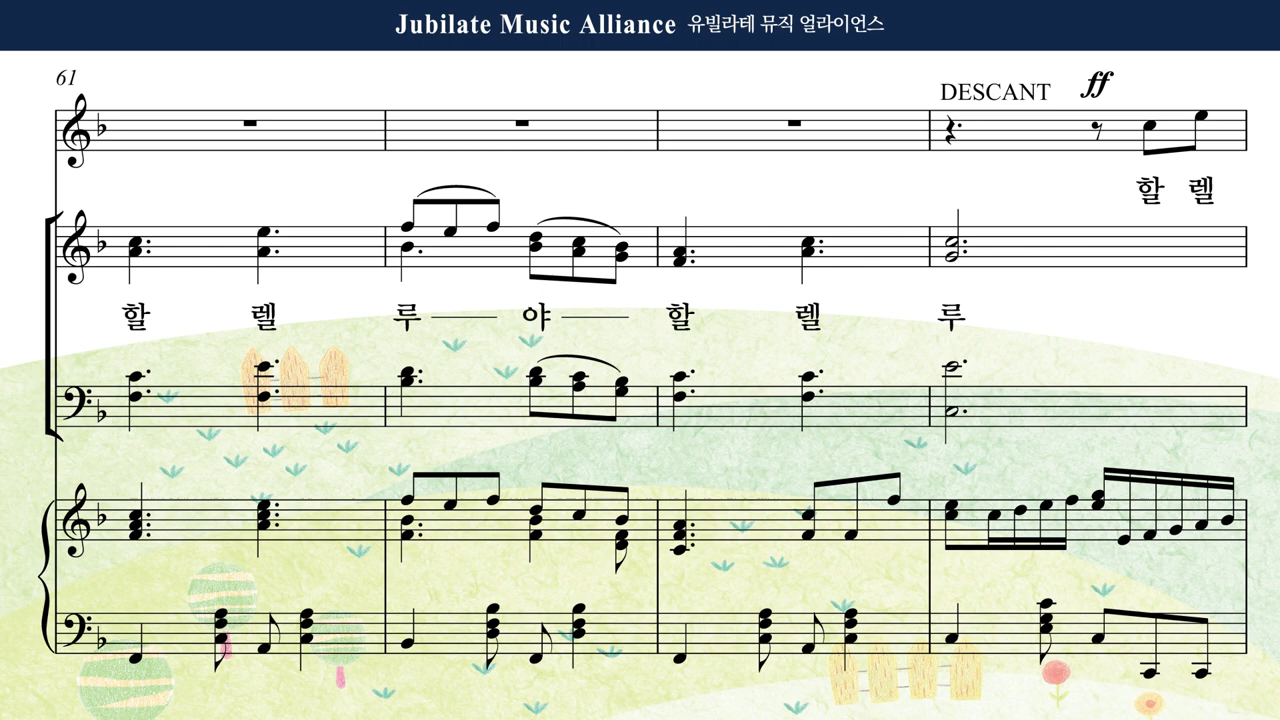 Jubilate Music Alliance 유빌라테 뮤직 얼라이언스
61
DESCANT ff
할 렐
할 렐 루 야 할 렐 루